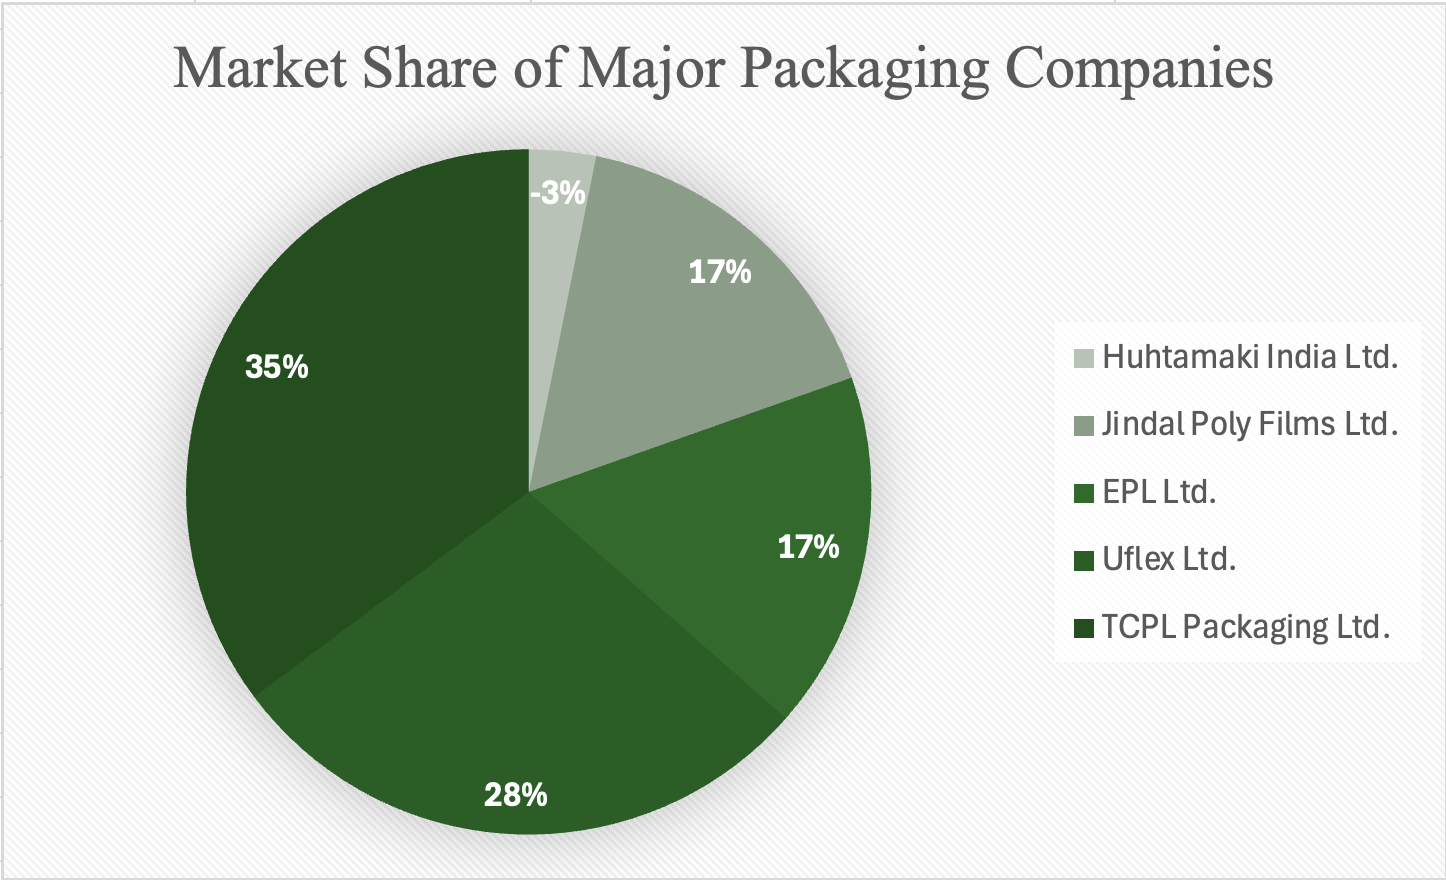 Market Share of Major Packaging Companies
-3%
17%
17%
28%
35%
Huhtamaki India Ltd.
Jindal Poly Films Ltd.
EPL Ltd.
Uflex Ltd.
TCPL Packaging Ltd.